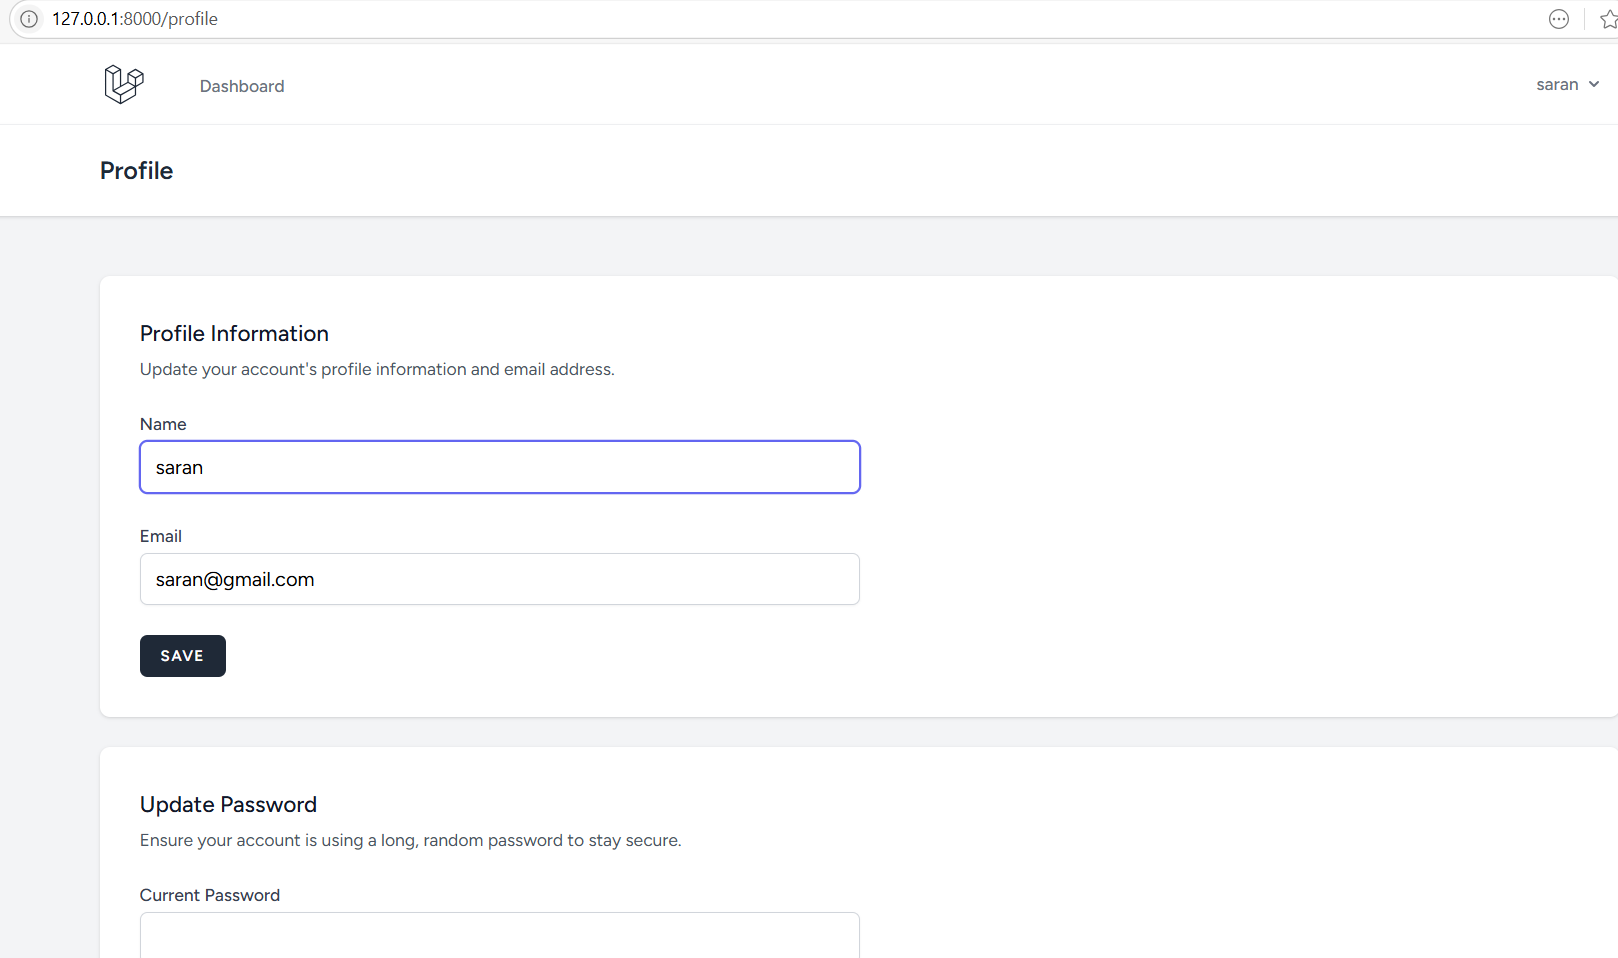 127.0.0.1:8000/profile
Dashboard
saran
Profile
Profile Information
Update your account's profile information and email address.
Name
saran
Email
saran@gmail.com
SAVE
Update Password
Ensure your account is using a long, random password to stay secure.
Current Password